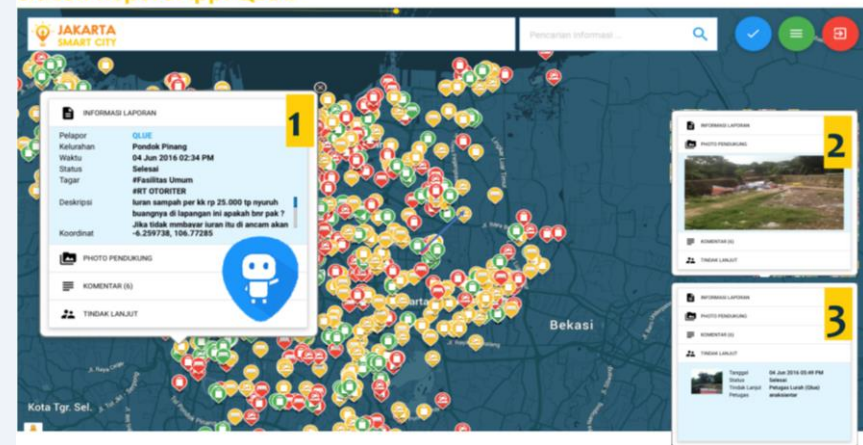 JAKARTA
SMART CITY
Pencarian Informasi ...
INFORMASI LAPORAN
1
Pelapor QLUE
Kelurahan Pondok Pinang
Waktu 04 Jun 2016 02:34 PM
Status Selesai
Tagar #Fasilitas Umum
#RT OTORITER
Deskripsi Iuran sampah per kk rp 25.000 tp nyuruh
buangnya di lapangan ini apakah bnr pak ?
Jika tidak mmbavar iuran itu di ancam akan
Koordinat -6.259738, 106.77285
PHOTO PENDUKUNG
KOMENTAR (6)
TINDAK LANJUT
INFORMASI LAPORAN
PHOTO PENDUKUNG
2
KOMENTAR (6)
TINDAK LANJUT
INFORMASI LAPORAN
PHOTO PENDUKUNG
3
KOMENTAR (6)
TINDAK LANJUT
Tanggal 04 Jun 2016 03:49 PM
Status Selesai
Tindak Lanjut Petugas Lurah (Qlue)
Petugas
Bekasi
Kota Tgr. Sel.